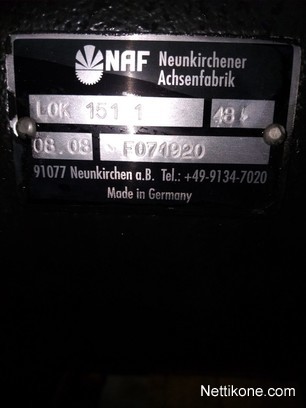 NAF Neunkirchener
Achsenfabrik
LOK 151 1
08.08 F071920
91077 Neunkirchen a.B. Tel.: +49-9134-7020
Made in Germany
Nettikone.com